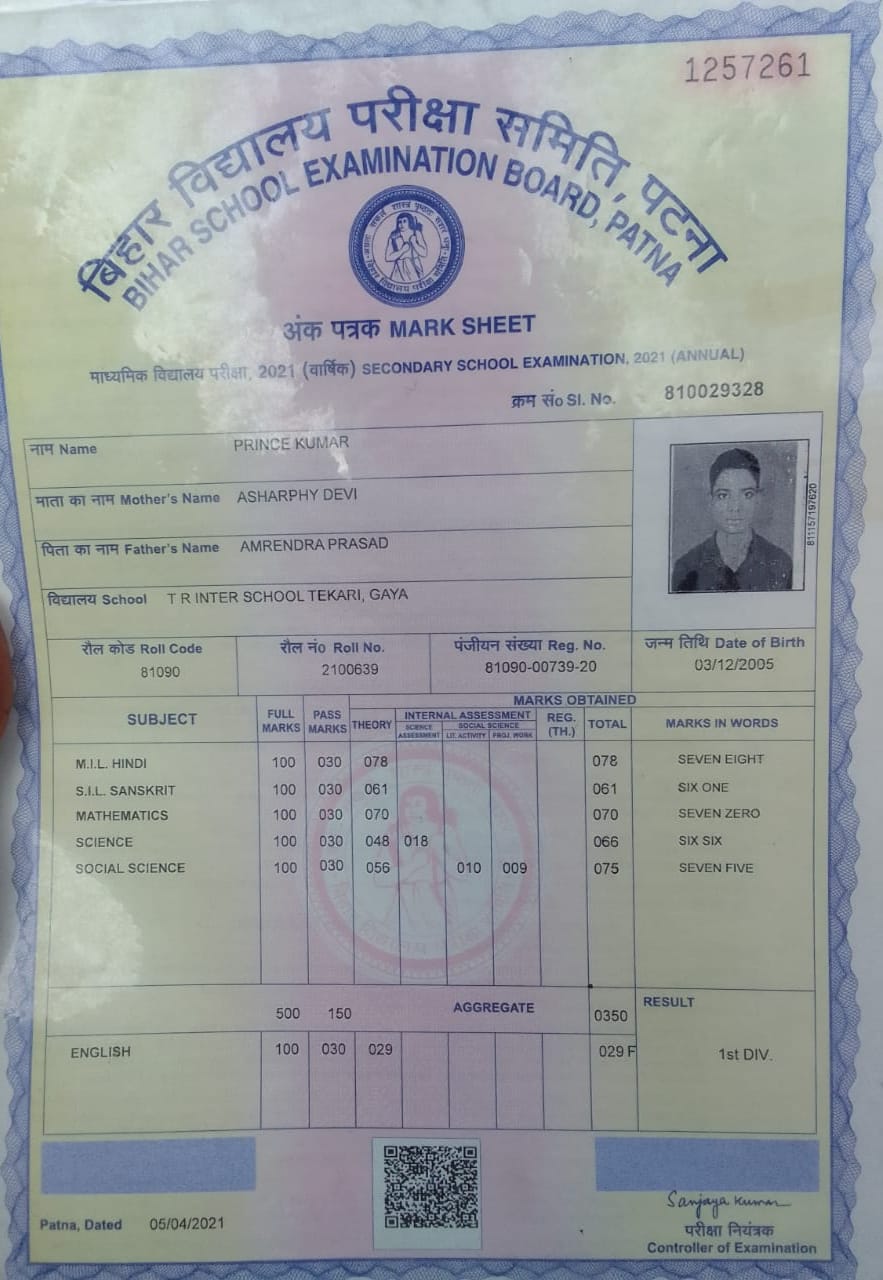 1257261
बिहार विद्यालय परीक्षा समिति, पटना
BIHAR SCHOOL EXAMINATION BOARD, PATNA
अंक पत्रक MARK SHEET
माध्यमिक विद्यालय परीक्षा, 2021 (वार्षिक) SECONDARY SCHOOL EXAMINATION, 2021 (ANNUAL)
क्रम सं० Sl. No. 810029328
नाम Name PRINCE KUMAR
माता का नाम Mother's Name ASHARPHY DEVI
पिता का नाम Father's Name AMRENDRA PRASAD
विद्यालय School T R INTER SCHOOL TEKARI, GAYA
811157197620
रौल कोड Roll Code रौल नं० Roll No. पंजीयन संख्या Reg. No. जन्म तिथि Date of Birth
81090 2100639 81090-00739-20 03/12/2005
MARKS OBTAINED
SUBJECT FULL MARKS PASS MARKS THEORY INTERNAL ASSESSMENT REG. (TH.) TOTAL MARKS IN WORDS
SCIENCE ASSESSMENT SOCIAL SCIENCE
LIT. ACTIVITY PROJ. WORK
M.I.L. HINDI 100 030 078 078 SEVEN EIGHT
S.I.L. SANSKRIT 100 030 061 061 SIX ONE
MATHEMATICS 100 030 070 070 SEVEN ZERO
SCIENCE 100 030 048 018 066 SIX SIX
SOCIAL SCIENCE 100 030 056 010 009 075 SEVEN FIVE
500 150 AGGREGATE 0350 RESULT
ENGLISH 100 030 029 029 F 1st DIV.
Sanjaya Kumar
Patna, Dated 05/04/2021
परीक्षा नियंत्रक
Controller of Examination